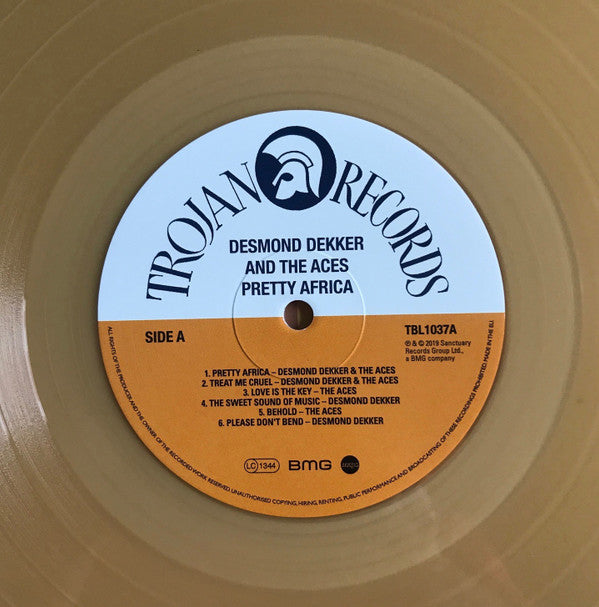 TROJAN RECORDS
DESMOND DEKKER
AND THE ACES
PRETTY AFRICA
SIDE A
TBL1037A
℗ & © 2019 Sanctuary
Records Group Ltd.,
a BMG company
1. PRETTY AFRICA – DESMOND DEKKER & THE ACES
2. TREAT ME CRUEL – DESMOND DEKKER & THE ACES
3. LOVE IS THE KEY – THE ACES
4. THE SWEET SOUND OF MUSIC – DESMOND DEKKER
5. BEHOLD – THE ACES
6. PLEASE DON'T BEND – DESMOND DEKKER
LC 1344
BMG
ALL RIGHTS OF THE PRODUCER AND THE OWNER OF THE RECORDED WORK RESERVED. UNAUTHORISED COPYING, HIRING, RENTING, PUBLIC PERFORMANCE AND BROADCASTING OF THESE RECORDINGS PROHIBITED. MADE IN THE EU